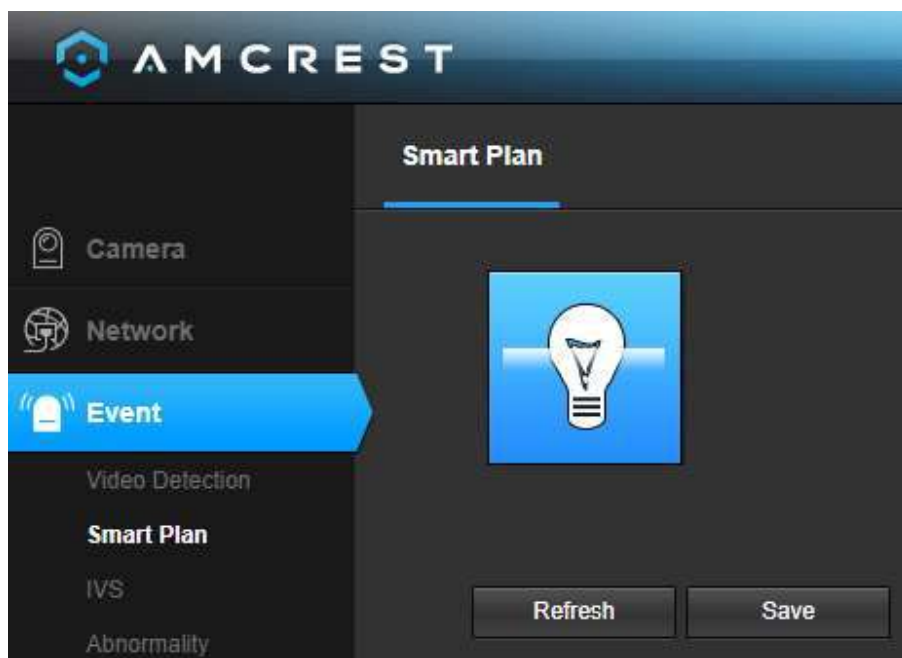 AMCREST
Smart Plan
Camera
Network
Event
Video Detection
Smart Plan
IVS
Abnormality
Refresh
Save